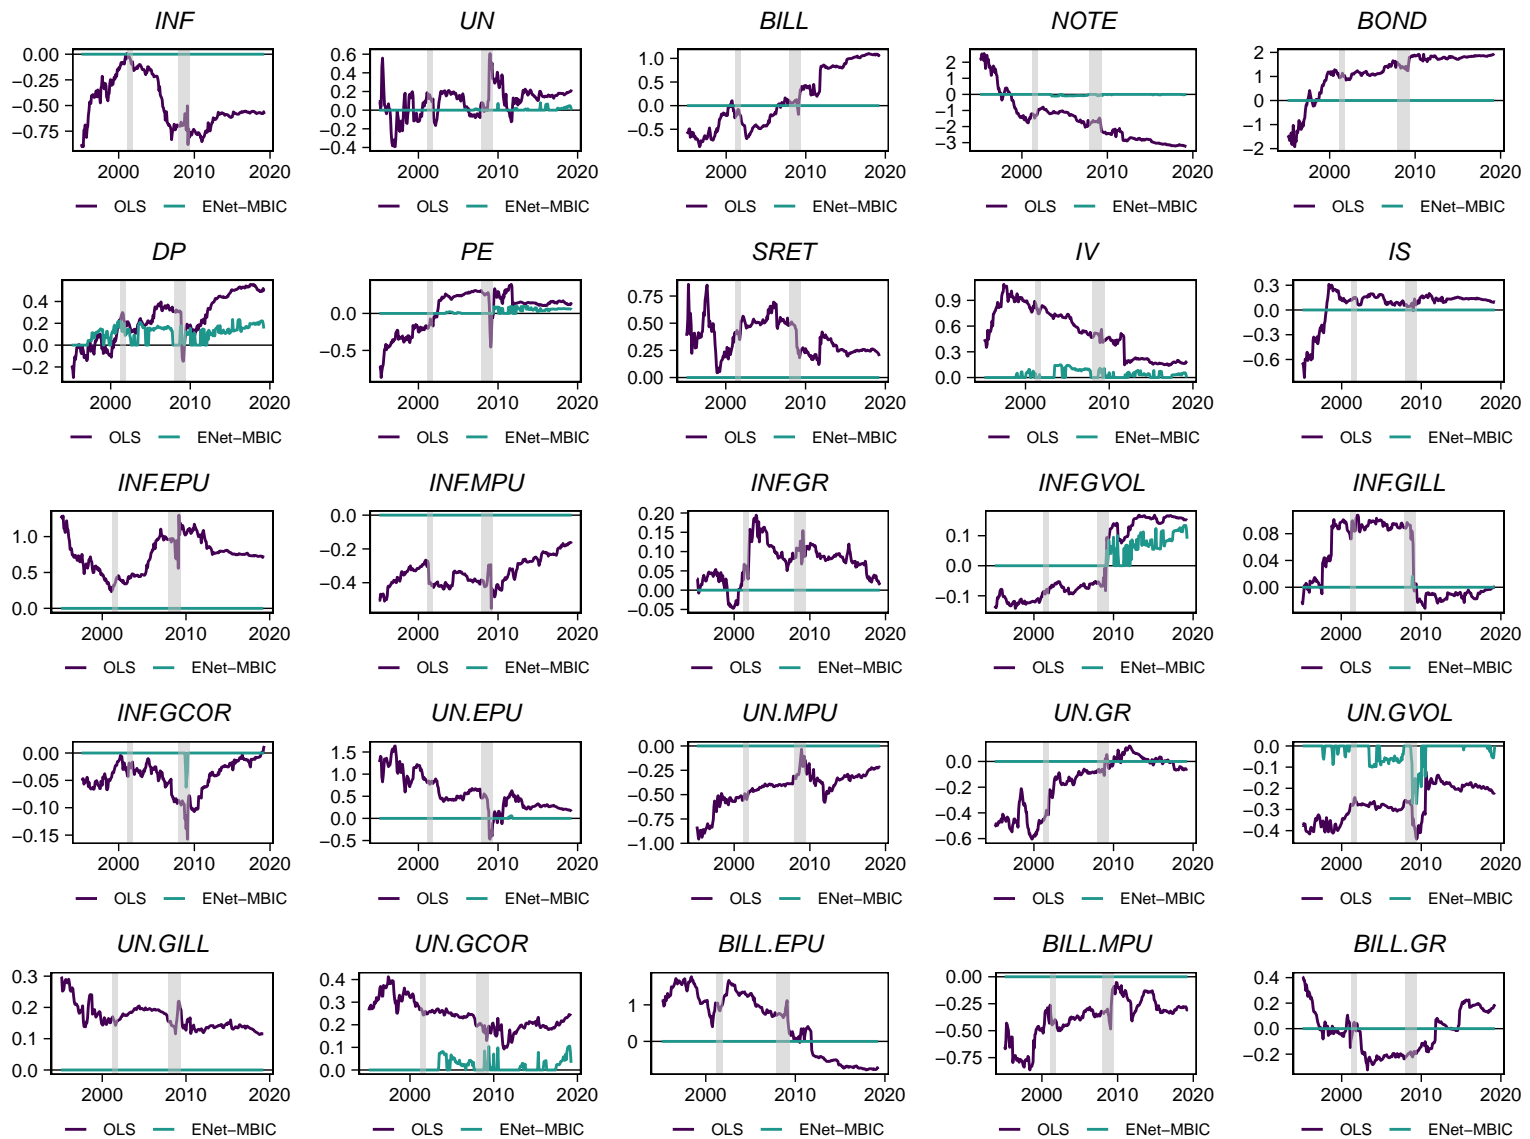 INF UN BILL NOTE BOND
0.00 −0.25 −0.50 −0.75
0.6 0.4 0.2 0.0 −0.2 −0.4
1.0 0.5 0.0 −0.5
2 1 0 −1 −2 −3
2 1 0 −1 −2
2000 2010 2020 2000 2010 2020 2000 2010 2020 2000 2010 2020 2000 2010 2020
OLS ENet−MBIC OLS ENet−MBIC OLS ENet−MBIC OLS ENet−MBIC OLS ENet−MBIC
DP PE SRET IV IS
0.4 0.2 0.0 −0.2
0.0 −0.5
0.75 0.50 0.25 0.00
0.9 0.6 0.3 0.0
0.3 0.0 −0.3 −0.6
2000 2010 2020 2000 2010 2020 2000 2010 2020 2000 2010 2020 2000 2010 2020
OLS ENet−MBIC OLS ENet−MBIC OLS ENet−MBIC OLS ENet−MBIC OLS ENet−MBIC
INF.EPU INF.MPU INF.GR INF.GVOL INF.GILL
1.0 0.5 0.0
0.0 −0.2 −0.4
0.20 0.15 0.10 0.05 0.00 −0.05
0.1 0.0 −0.1
0.08 0.04 0.00
2000 2010 2020 2000 2010 2020 2000 2010 2020 2000 2010 2020 2000 2010 2020
OLS ENet−MBIC OLS ENet−MBIC OLS ENet−MBIC OLS ENet−MBIC OLS ENet−MBIC
INF.GCOR UN.EPU UN.MPU UN.GR UN.GVOL
0.00 −0.05 −0.10 −0.15
1.5 1.0 0.5 0.0 −0.5
0.00 −0.25 −0.50 −0.75 −1.00
0.0 −0.2 −0.4 −0.6
0.0 −0.1 −0.2 −0.3 −0.4
2000 2010 2020 2000 2010 2020 2000 2010 2020 2000 2010 2020 2000 2010 2020
OLS ENet−MBIC OLS ENet−MBIC OLS ENet−MBIC OLS ENet−MBIC OLS ENet−MBIC
UN.GILL UN.GCOR BILL.EPU BILL.MPU BILL.GR
0.3 0.2 0.1 0.0
0.4 0.3 0.2 0.1 0.0
1 0
0.00 −0.25 −0.50 −0.75
0.4 0.2 0.0 −0.2
2000 2010 2020 2000 2010 2020 2000 2010 2020 2000 2010 2020 2000 2010 2020
OLS ENet−MBIC OLS ENet−MBIC OLS ENet−MBIC OLS ENet−MBIC OLS ENet−MBIC